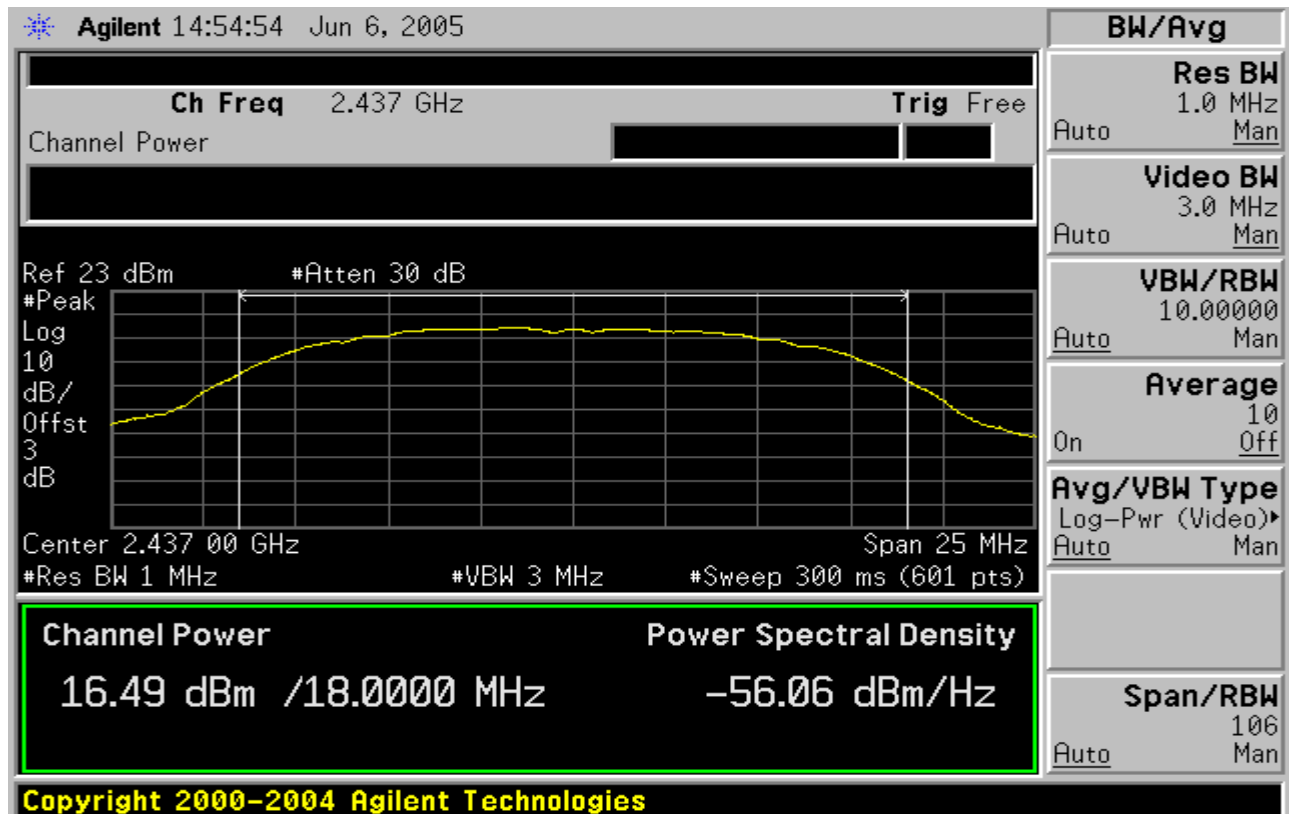 Agilent 14:54:54 Jun 6, 2005
BW/Avg
Ch Freq 2.437 GHz Trig Free
Channel Power
Ref 23 dBm #Atten 30 dB
#Peak
Log
10
dB/
Offst
3
dB
Center 2.437 00 GHz Span 25 MHz
#Res BW 1 MHz #VBW 3 MHz #Sweep 300 ms (601 pts)
Channel Power Power Spectral Density
16.49 dBm /18.0000 MHz -56.06 dBm/Hz
Res BW
1.0 MHz
Auto Man
Video BW
3.0 MHz
Auto Man
VBW/RBW
10.00000
Auto Man
Average
10
On Off
Avg/VBW Type
Log-Pwr (Video)▸
Auto Man
Span/RBW
106
Auto Man
Copyright 2000-2004 Agilent Technologies